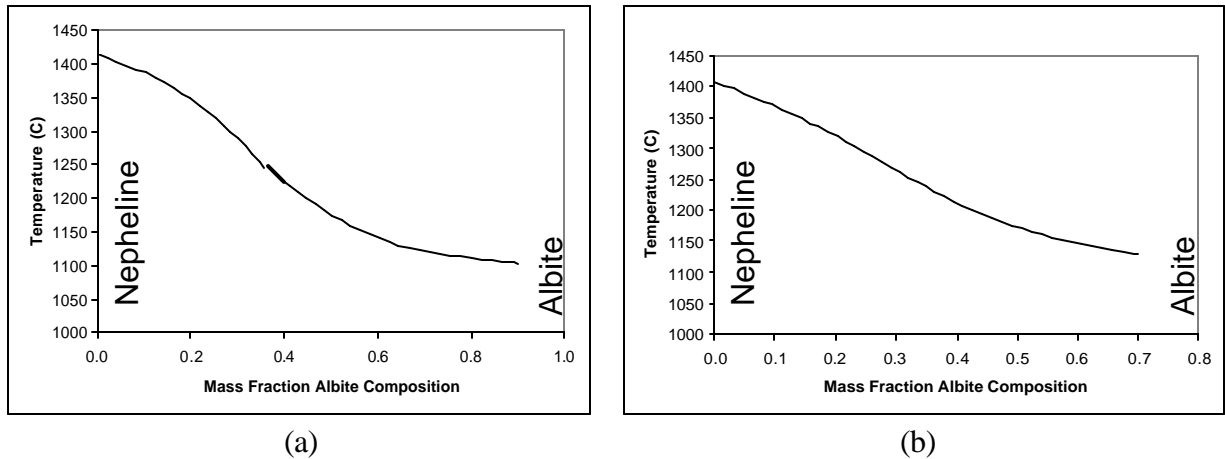 1450
1400
1350
1300
1250
1200
1150
1100
1050
1000
Temperature (C)
Nepheline
Albite
0.0 0.2 0.4 0.6 0.8 1.0
Mass Fraction Albite Composition
(a)
1450
1400
1350
1300
1250
1200
1150
1100
1050
1000
Temperature (C)
Nepheline
Albite
0.0 0.1 0.2 0.3 0.4 0.5 0.6 0.7 0.8
Mass Fraction Albite Composition
(b)